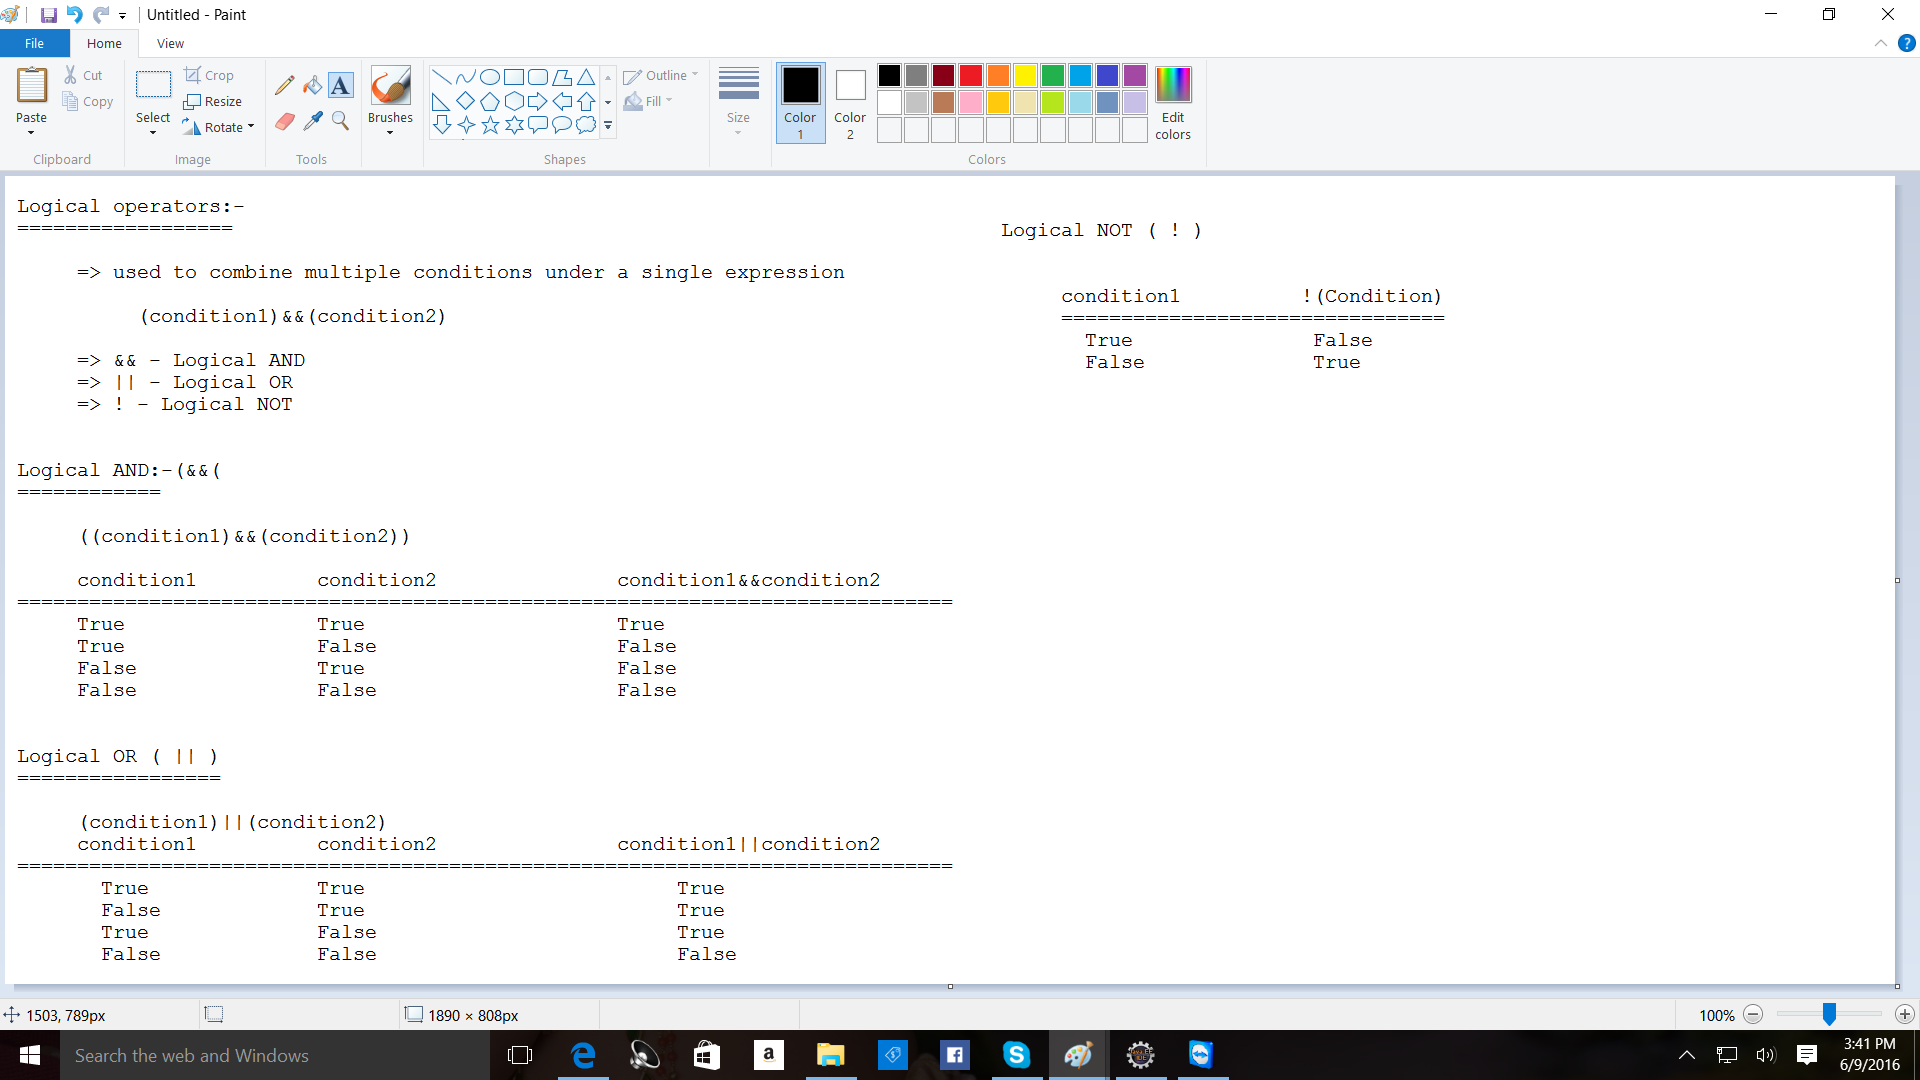 Untitled - Paint
File Home View
Paste
Cut
Copy
Clipboard
Select
Crop
Resize
Rotate
Image
Tools
Brushes
Shapes
Outline
Fill
Size
Color 1
Color 2
Edit colors
Colors
Logical operators:-
==================
=> used to combine multiple conditions under a single expression
(condition1)&&(condition2)
=> && - Logical AND
=> || - Logical OR
=> ! - Logical NOT
Logical AND:-(&&(
============
((condition1)&&(condition2))
condition1 condition2 condition1&&condition2
==============================================================================
True True True
True False False
False True False
False False False
Logical OR ( || )
=================
(condition1)||(condition2)
condition1 condition2 condition1||condition2
==============================================================================
True True True
False True True
True False True
False False False
Logical NOT ( ! )
condition1 !(Condition)
================================
True False
False True
1503, 789px
1890 × 808px
100%
Search the web and Windows
3:41 PM
6/9/2016